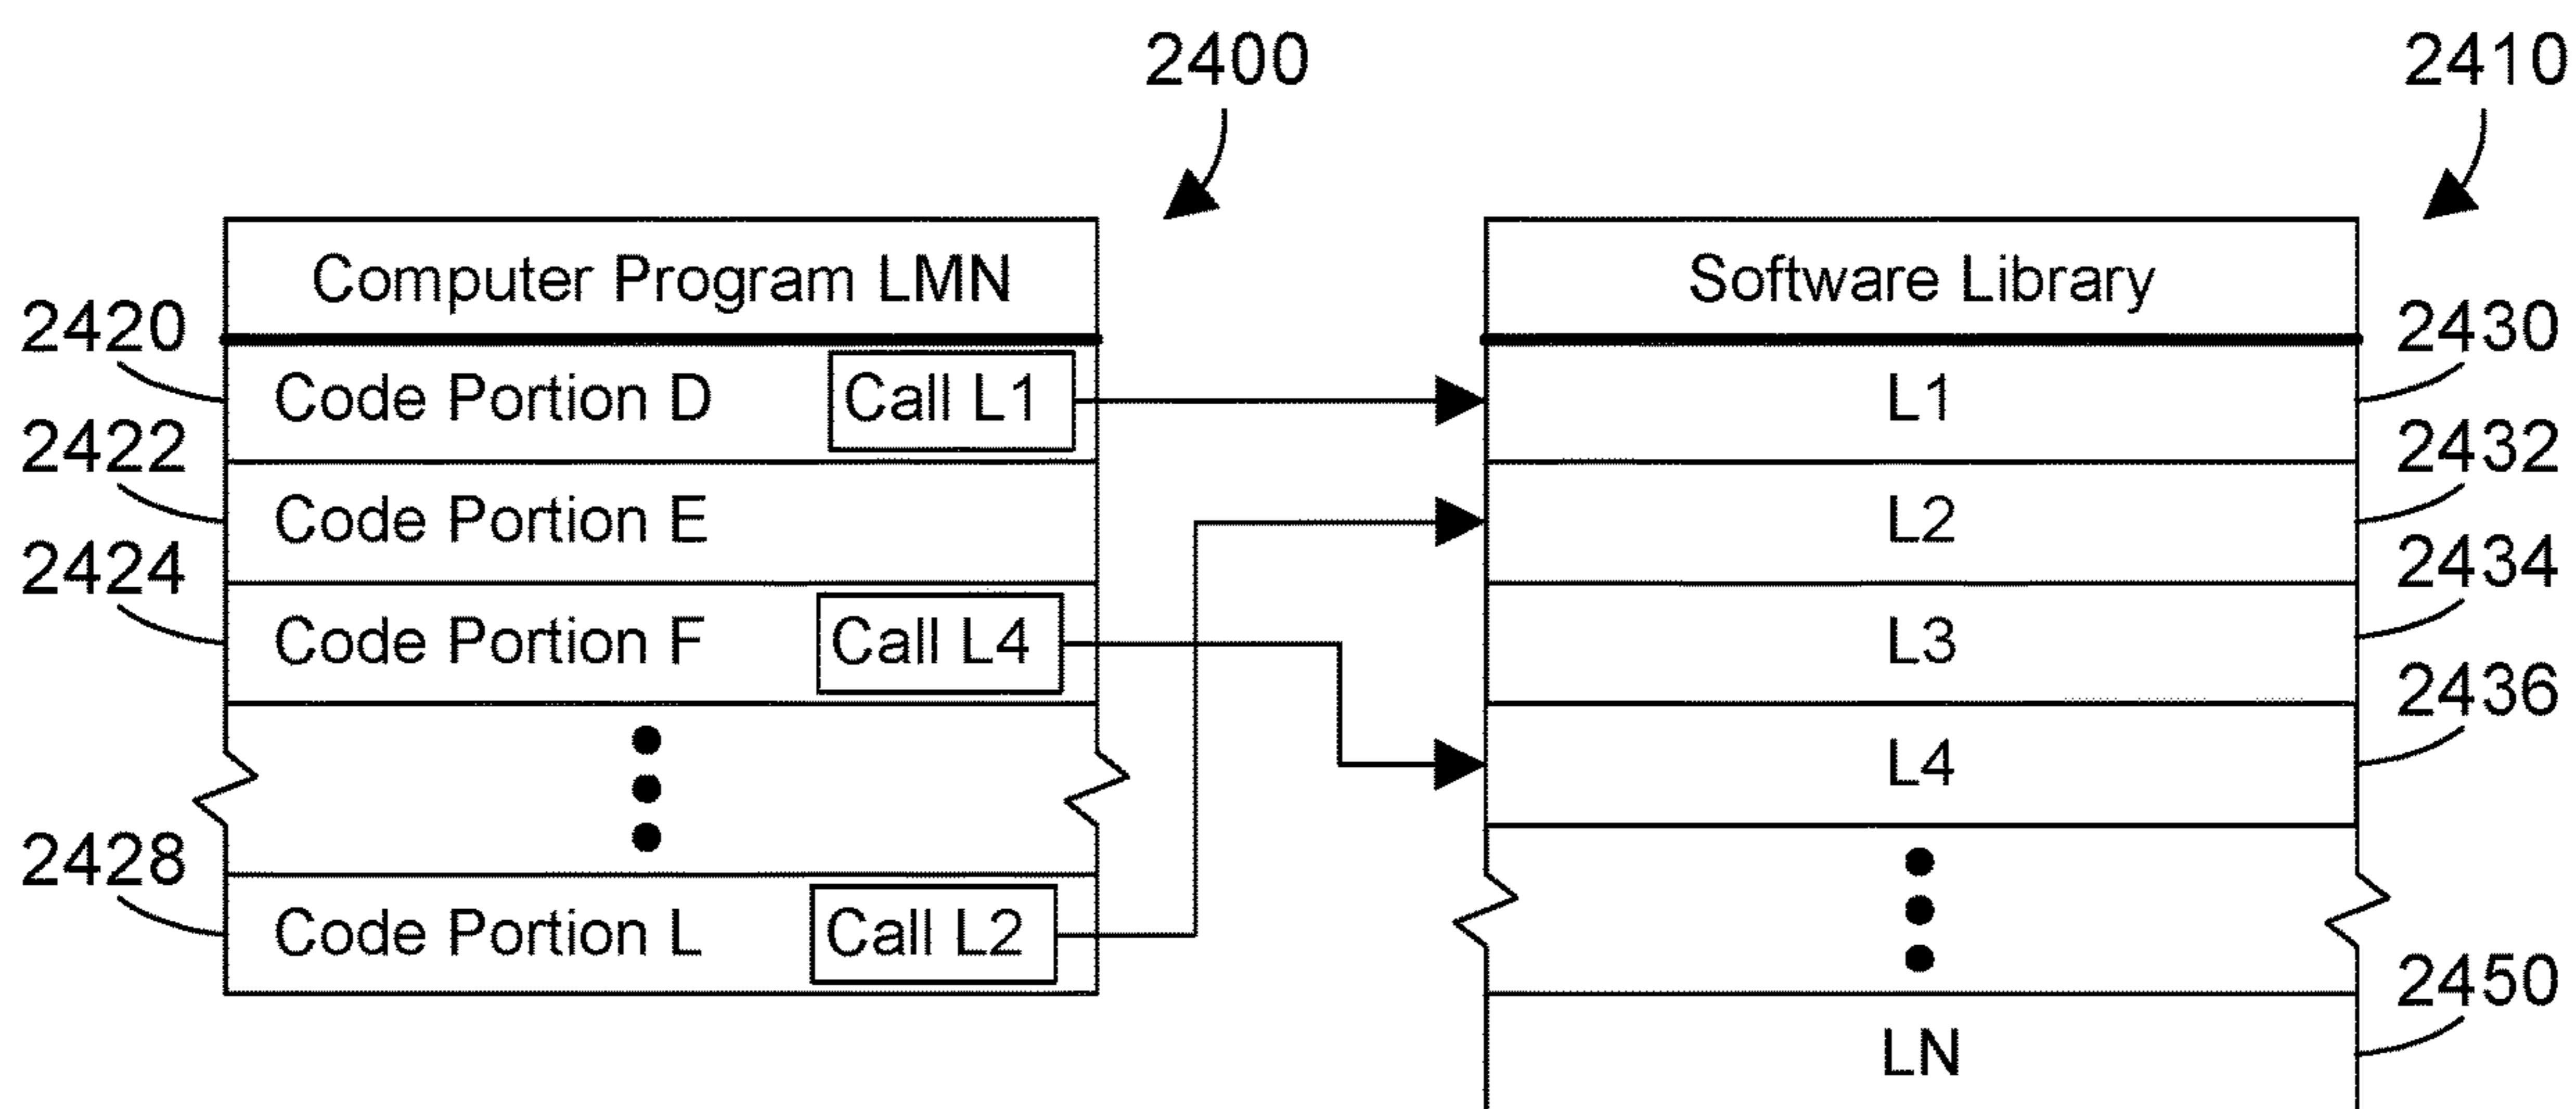 2400
2410
Computer Program LMN
Software Library
2420
2430
Code Portion D
Call L1
L1
2422
2432
Code Portion E
L2
2424
2434
Code Portion F
Call L4
L3
2436
L4
2428
Code Portion L
Call L2
2450
LN